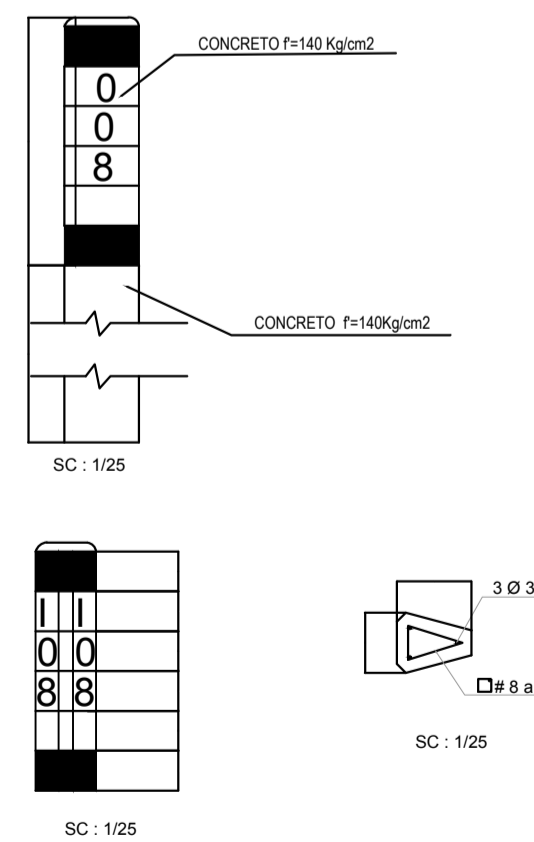 CONCRETO f'=140 Kg/cm2
0
0
8
CONCRETO f'=140Kg/cm2
SC : 1/25
I I
0 0
8 8
3 Ø 3
# 8 a
SC : 1/25
SC : 1/25